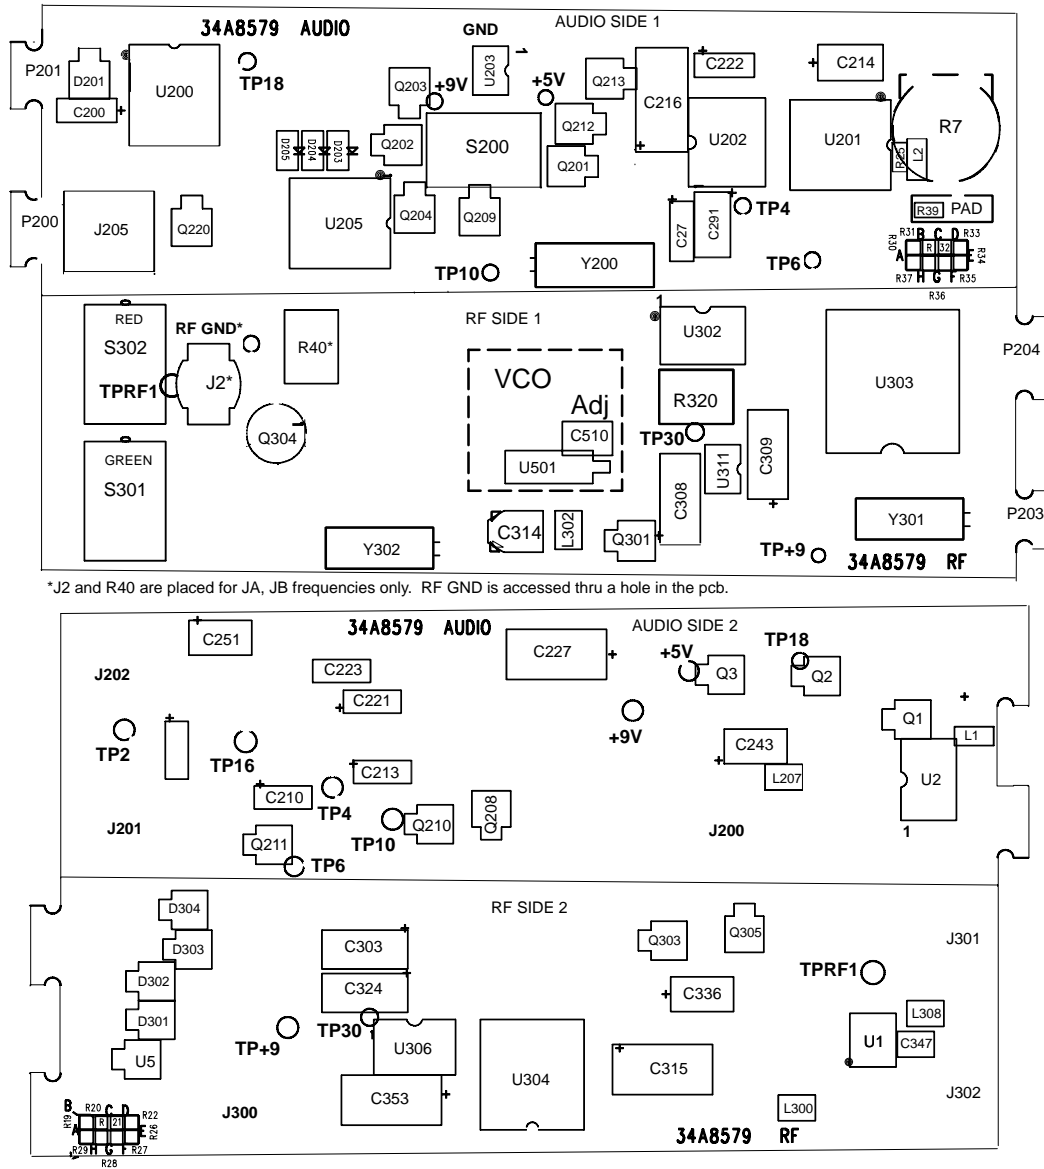 34A8579 AUDIO
GND
AUDIO SIDE 1
P201
D201
C200
+
U200
TP18
Q203
+9V
U203
1
+5V
Q213
C216
+
+
C222
+
C214
R7
D205
D204
D203
Q202
S200
Q212
Q201
U202
U201
R25
L2
P200
J205
Q220
U205
Q204
Q209
+
C27
+
C291
TP4
R39
PAD
TP10
Y200
TP6
R30
R31
B
C
D
R33
A
R
32
E
R34
R37
H
G
F
R35
R36
RF SIDE 1
RED
S302
RF GND*
R40*
J2*
TPRF1
Q304
GREEN
S301
VCO
Adj
C510
U501
1
U302
R320
TP30
U311
C309
+
C308
+
U303
P204
P203
Y302
C314
L302
Q301
Y301
TP+9
34A8579 RF
*J2 and R40 are placed for JA, JB frequencies only. RF GND is accessed thru a hole in the pcb.
+
C251
34A8579 AUDIO
AUDIO SIDE 2
C227
+
+5V
Q3
TP18
Q2
J202
C223
+
C221
+9V
+
Q1
L1
TP2
+
TP16
+
C213
+
C243
L207
U2
1
+
C210
TP4
J201
Q211
TP10
Q210
Q208
J200
TP6
RF SIDE 2
D304
D303
D302
D301
U5
C303
+
C324
+
TP30
1
TP+9
U306
C353
+
U304
Q303
Q305
J301
TPRF1
+
C336
L308
U1
C347
+
C315
J302
L300
B
R20
C
D
R22
R19
A
R
21
E
R26
R29
H
G
F
R27
R28
J300
34A8579 RF